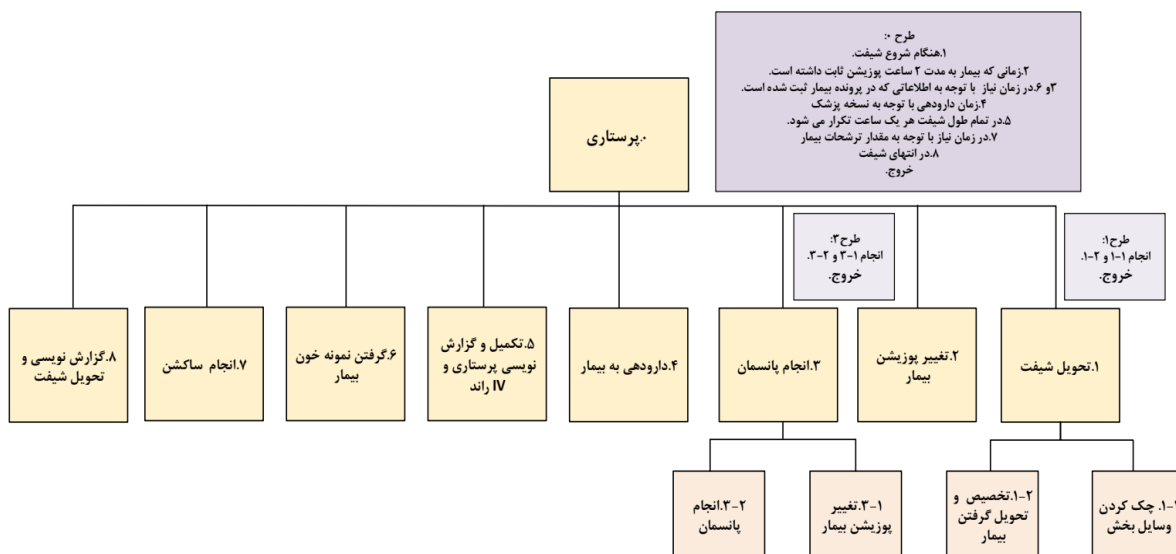 طرح ۰:
۱.هنگام شروع شیفت.
۲.زمانی که بیمار به مدت ۲ ساعت پوزیشن ثابت داشته است.
۳و ۶.در زمان نیاز با توجه به اطلاعاتی که در پرونده بیمار ثبت شده است.
۴.زمان دارودهی با توجه به نسخه پزشک
۵.در تمام طول شیفت هر یک ساعت تکرار می شود.
۷.در زمان نیاز با توجه به مقدار ترشحات بیمار
۸.در انتهای شیفت
خروج.
۰.پرستاری
طرح۱:
انجام ۱-۱ و ۲-۱.
خروج.
طرح۳:
انجام ۱-۳ و ۲-۳.
خروج.
۱.تحویل شیفت
۲.تغییر پوزیشن
بیمار
۳.انجام پانسمان
۴.دارودهی به بیمار
۵.تکمیل و گزارش
نویسی پرستاری و
راند IV
۶.گرفتن نمونه خون
بیمار
۷.انجام ساکشن
۸.گزارش نویسی و
تحویل شیفت
۱-۱. چک کردن
وسایل بخش
۱-۲.تخصیص و
تحویل گرفتن
بیمار
۳-۱.تغییر
پوزیشن بیمار
۳-۲.انجام
پانسمان